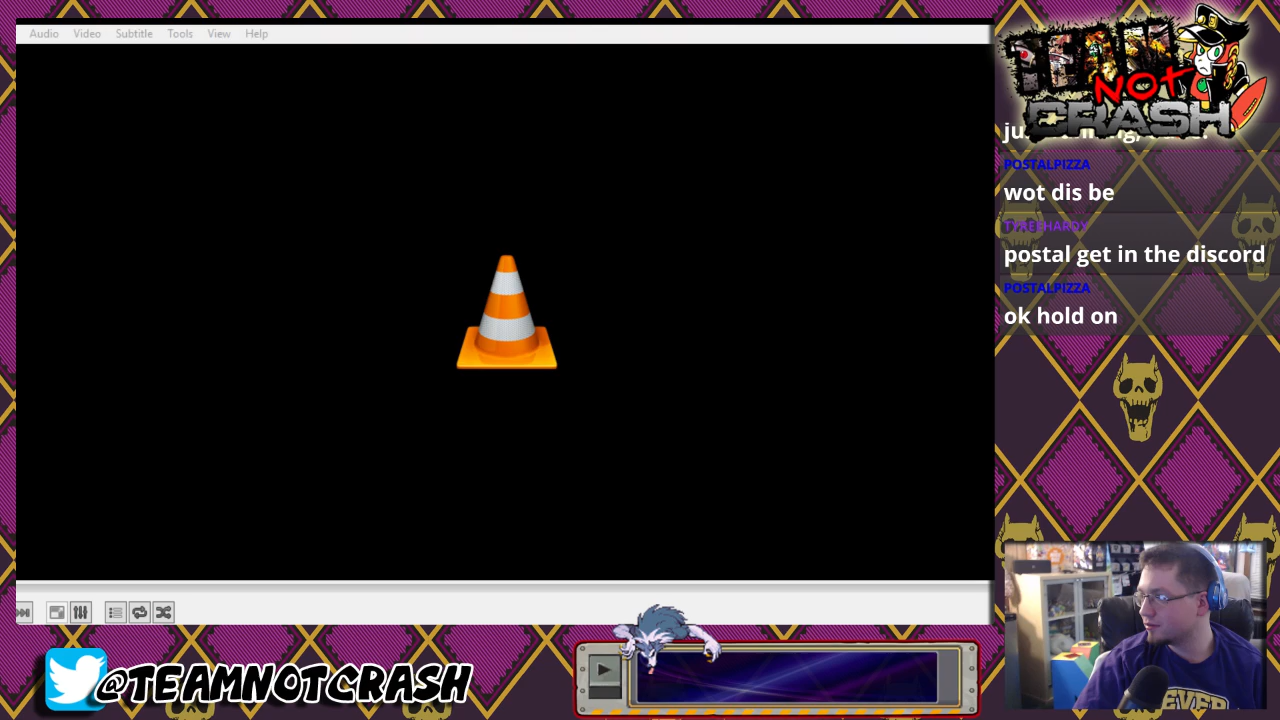 Audio Video Subtitle Tools View Help
TEAM
NOT
CRASH
POSTALPIZZA
wot dis be
TYREEHARDY
postal get in the discord
POSTALPIZZA
ok hold on
@TEAMNOTCRASH